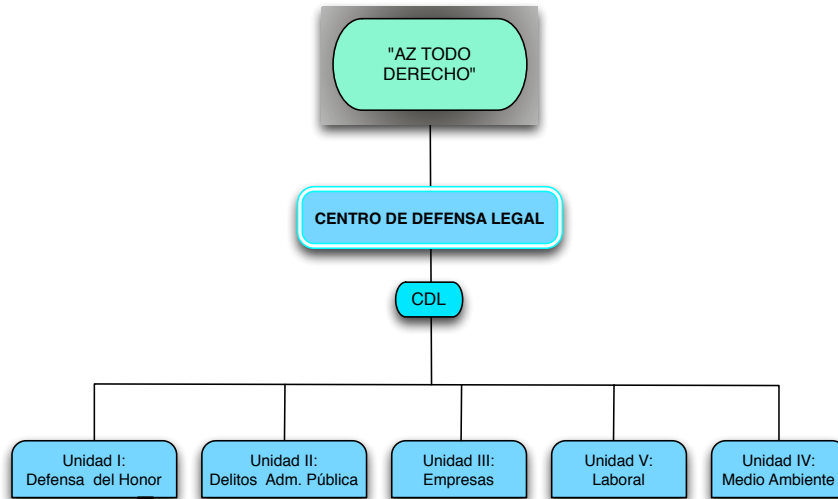 "AZ TODO
DERECHO"
CENTRO DE DEFENSA LEGAL
CDL
Unidad I:
Defensa del Honor
Unidad II:
Delitos Adm. Pública
Unidad III:
Empresas
Unidad V:
Laboral
Unidad IV:
Medio Ambiente